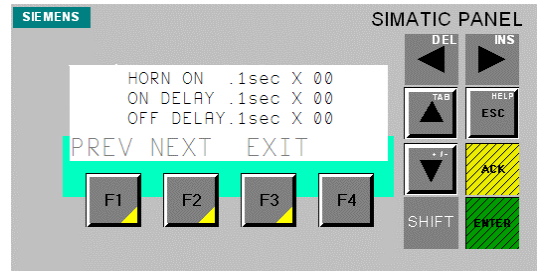 SIEMENS
SIMATIC PANEL
DEL
INS
HORN ON .1sec X 00
ON DELAY .1sec X 00
OFF DELAY.1sec X 00
TAB
HELP
ESC
PREV NEXT EXIT
+ /-
ACK
F1
F2
F3
F4
SHIFT
ENTER